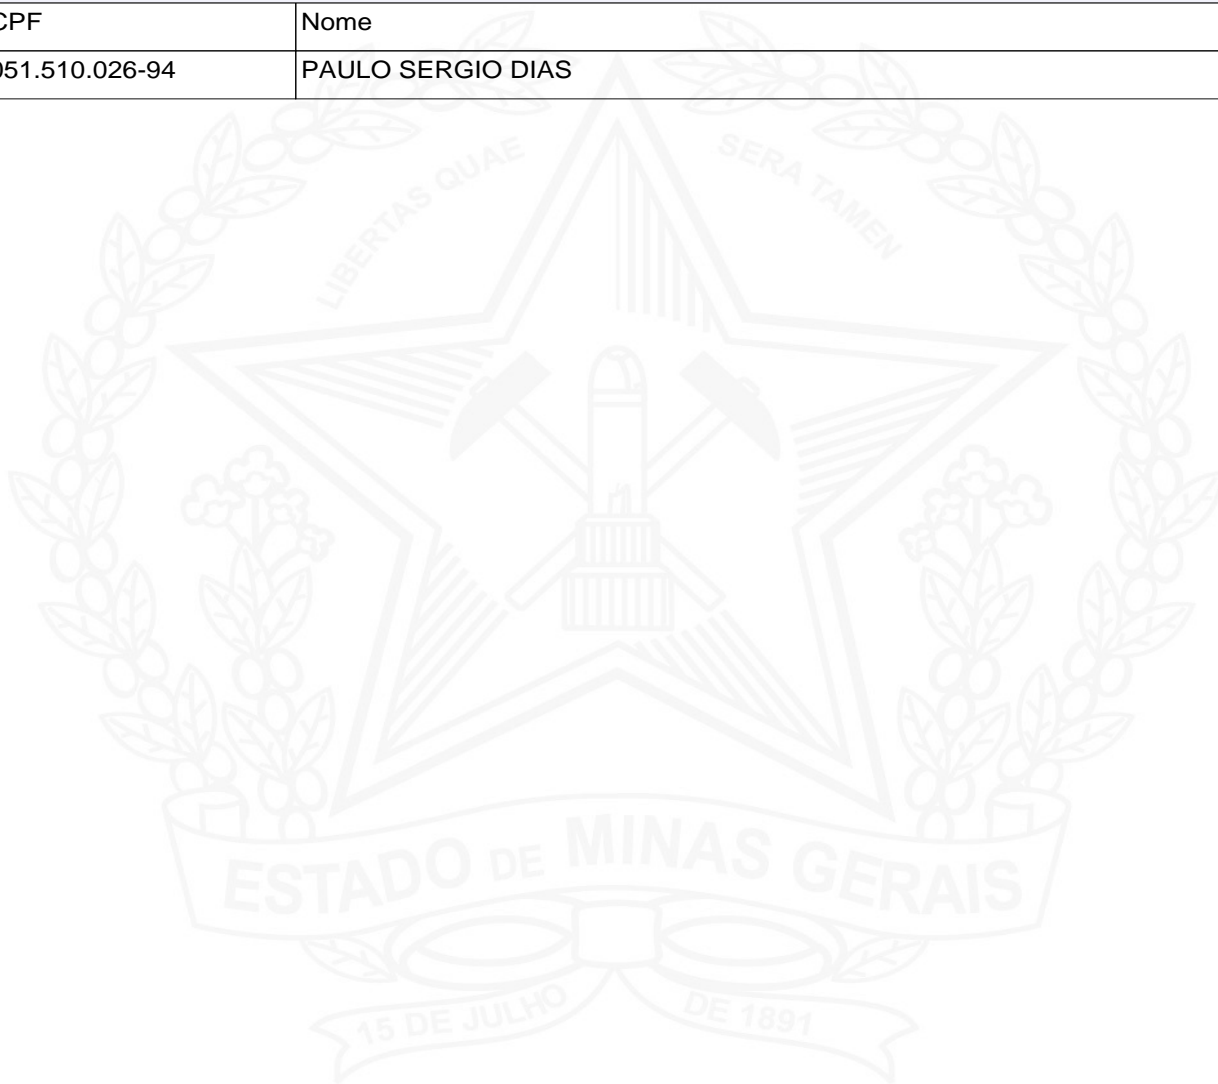 CPF Nome
051.510.026-94 PAULO SERGIO DIAS
LIBERTAS QUAE SERA TAMEN
ESTADO DE MINAS GERAIS
15 DE JULHO DE 1891